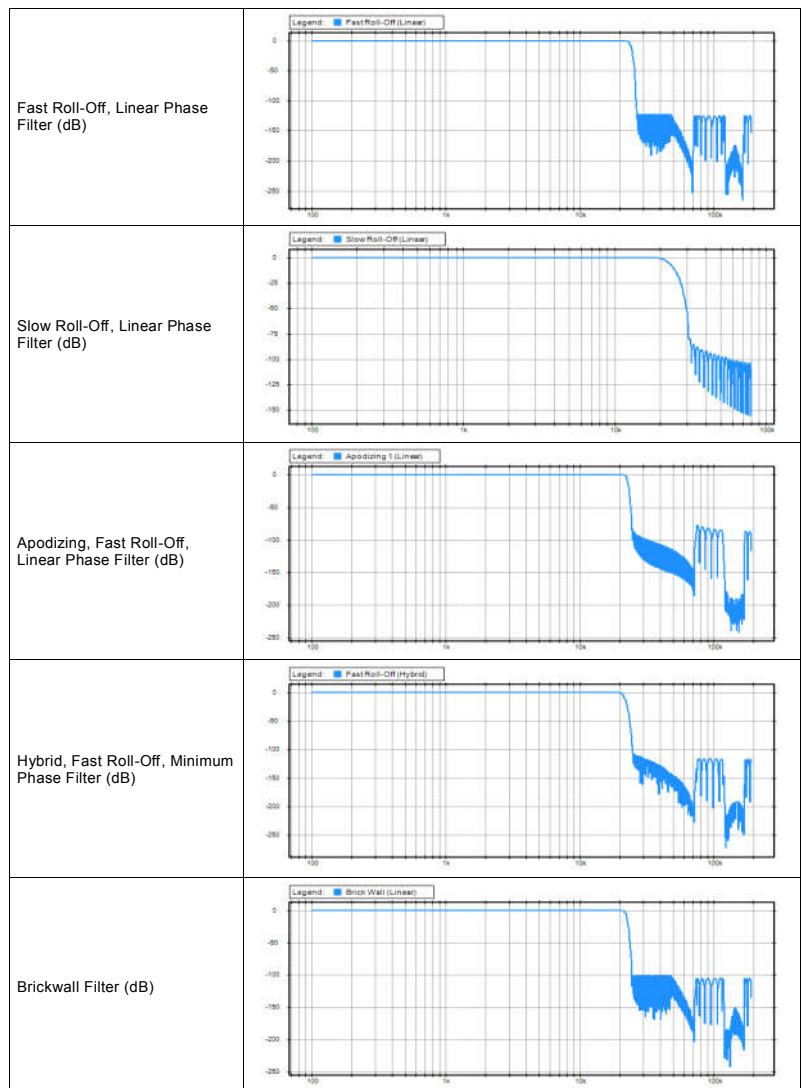 Legend: Fast Roll-Off (Linear)
0
-50
-100
-150
-200
-250
100 1k 10k 100k
Fast Roll-Off, Linear Phase
Filter (dB)
Legend: Slow Roll-Off (Linear)
0
-25
-50
-75
-100
-125
-150
100 1k 10k 100k
Slow Roll-Off, Linear Phase
Filter (dB)
Legend: Apodizing 1 (Linear)
0
-50
-100
-150
-200
-250
100 1k 10k 100k
Apodizing, Fast Roll-Off,
Linear Phase Filter (dB)
Legend: Fast Roll-Off (Hybrid)
0
-50
-100
-150
-200
-250
100 1k 10k 100k
Hybrid, Fast Roll-Off, Minimum
Phase Filter (dB)
Legend: Brick Wall (Linear)
0
-50
-100
-150
-200
-250
100 1k 10k 100k
Brickwall Filter (dB)